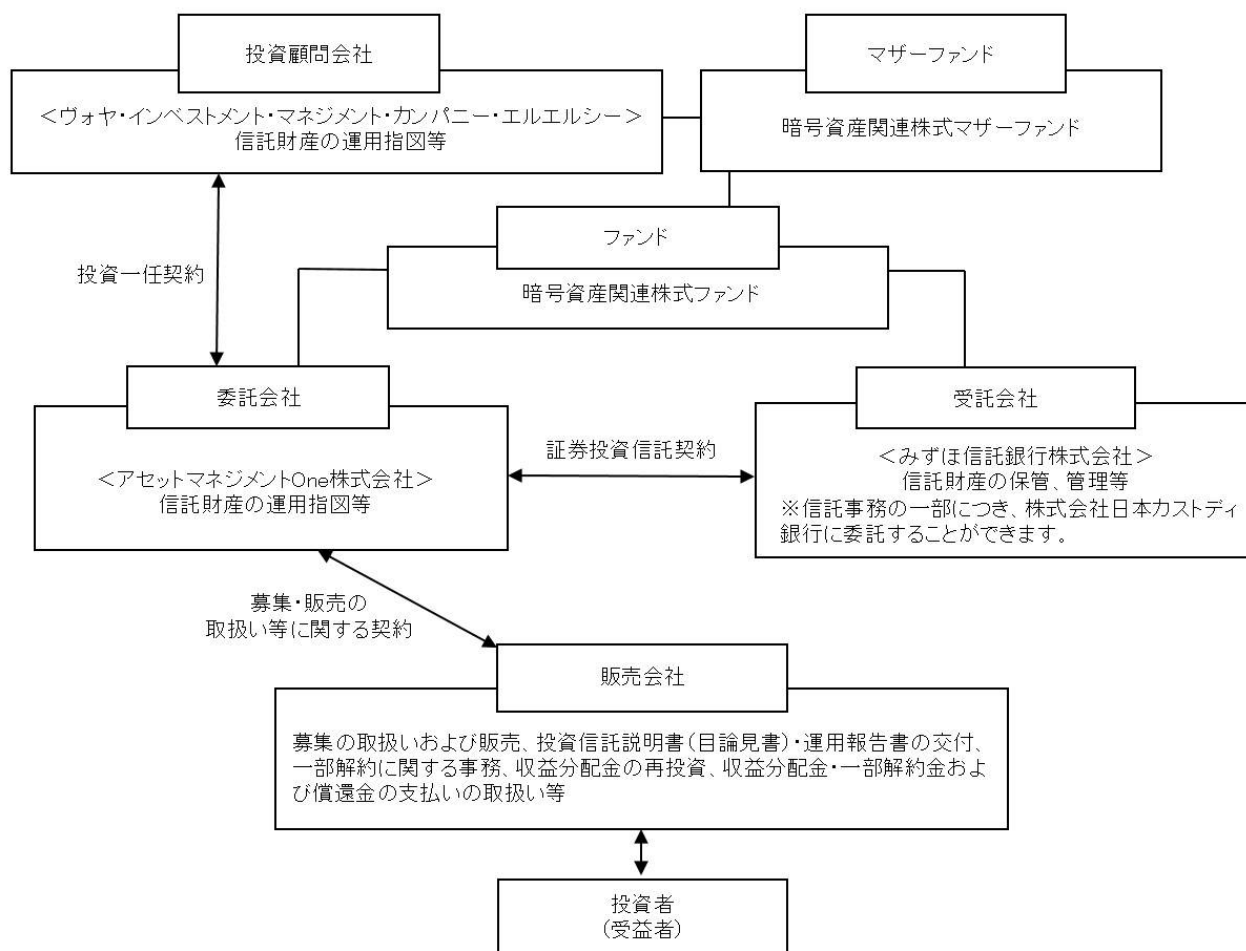 投資顧問会社
<ヴォヤ・インベストメント・マネジメント・カンパニー・エルエルシー>
信託財産の運用指図等
マザーファンド
暗号資産関連株式マザーファンド
ファンド
暗号資産関連株式ファンド
投資一任契約
委託会社
<アセットマネジメントOne株式会社>
信託財産の運用指図等
証券投資信託契約
受託会社
<みずほ信託銀行株式会社>
信託財産の保管、管理等
※信託事務の一部につき、株式会社日本カストディ
銀行に委託することができます。
募集・販売の
取扱い等に関する契約
販売会社
募集の取扱いおよび販売、投資信託説明書(目論見書)・運用報告書の交付、
一部解約に関する事務、収益分配金の再投資、収益分配金・一部解約金およ
び償還金の支払いの取扱い等
投資者
(受益者)